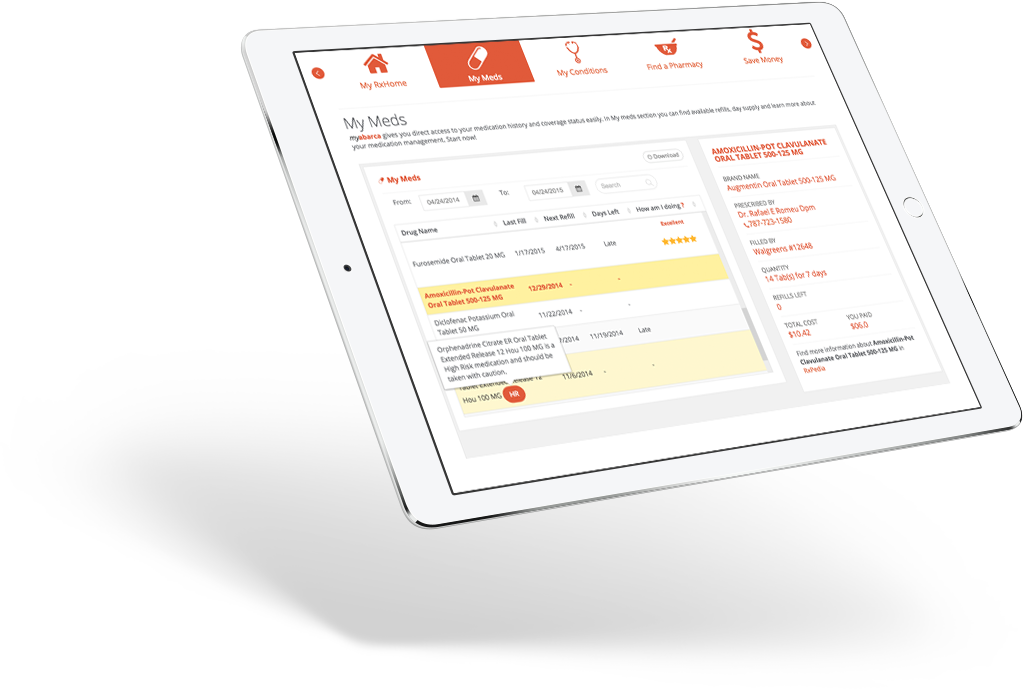 My RxHome
My Meds
My Conditions
Find a Pharmacy
Save Money
My Meds
myabarca gives you direct access to your medication history and coverage status easily. In My meds section you can find available refills, day supply and learn more about
your medication management. Start now!
My Meds
Download
From: 04/24/2014 To: 04/24/2015 Search
Drug Name Last Fill Next Refill Days Left How am I doing?
Excellent
Furosemide Oral Tablet 20 MG 1/17/2015 4/17/2015 Late
Amoxicillin-Pot Clavulanate
Oral Tablet 500-125 MG 12/29/2014 - -
Diclofenac Potassium Oral
Tablet 50 MG 11/22/2014 - -
Orphenadrine Citrate ER Oral Tablet
Extended Release 12 Hou 100 MG is a
High Risk medication and should be
taken with caution.
/2014 11/19/2014 Late
Tablet Extended Release 12
Hou 100 MG HR 11/6/2014 - -
AMOXICILLIN-POT CLAVULANATE
ORAL TABLET 500-125 MG
BRAND NAME
Augmentin Oral Tablet 500-125 MG
PRESCRIBED BY
Dr. Rafael E Romeu Dom
787-723-1580
FILLED BY
Walgreens #12648
QUANTITY
14 Tab(s) for 7 days
REFILLS LEFT
0
TOTAL COST YOU PAID
$10.42 $06.0
Find more information about Amoxicillin-Pot
Clavulanate Oral Tablet 500-125 MG in
RxPedia